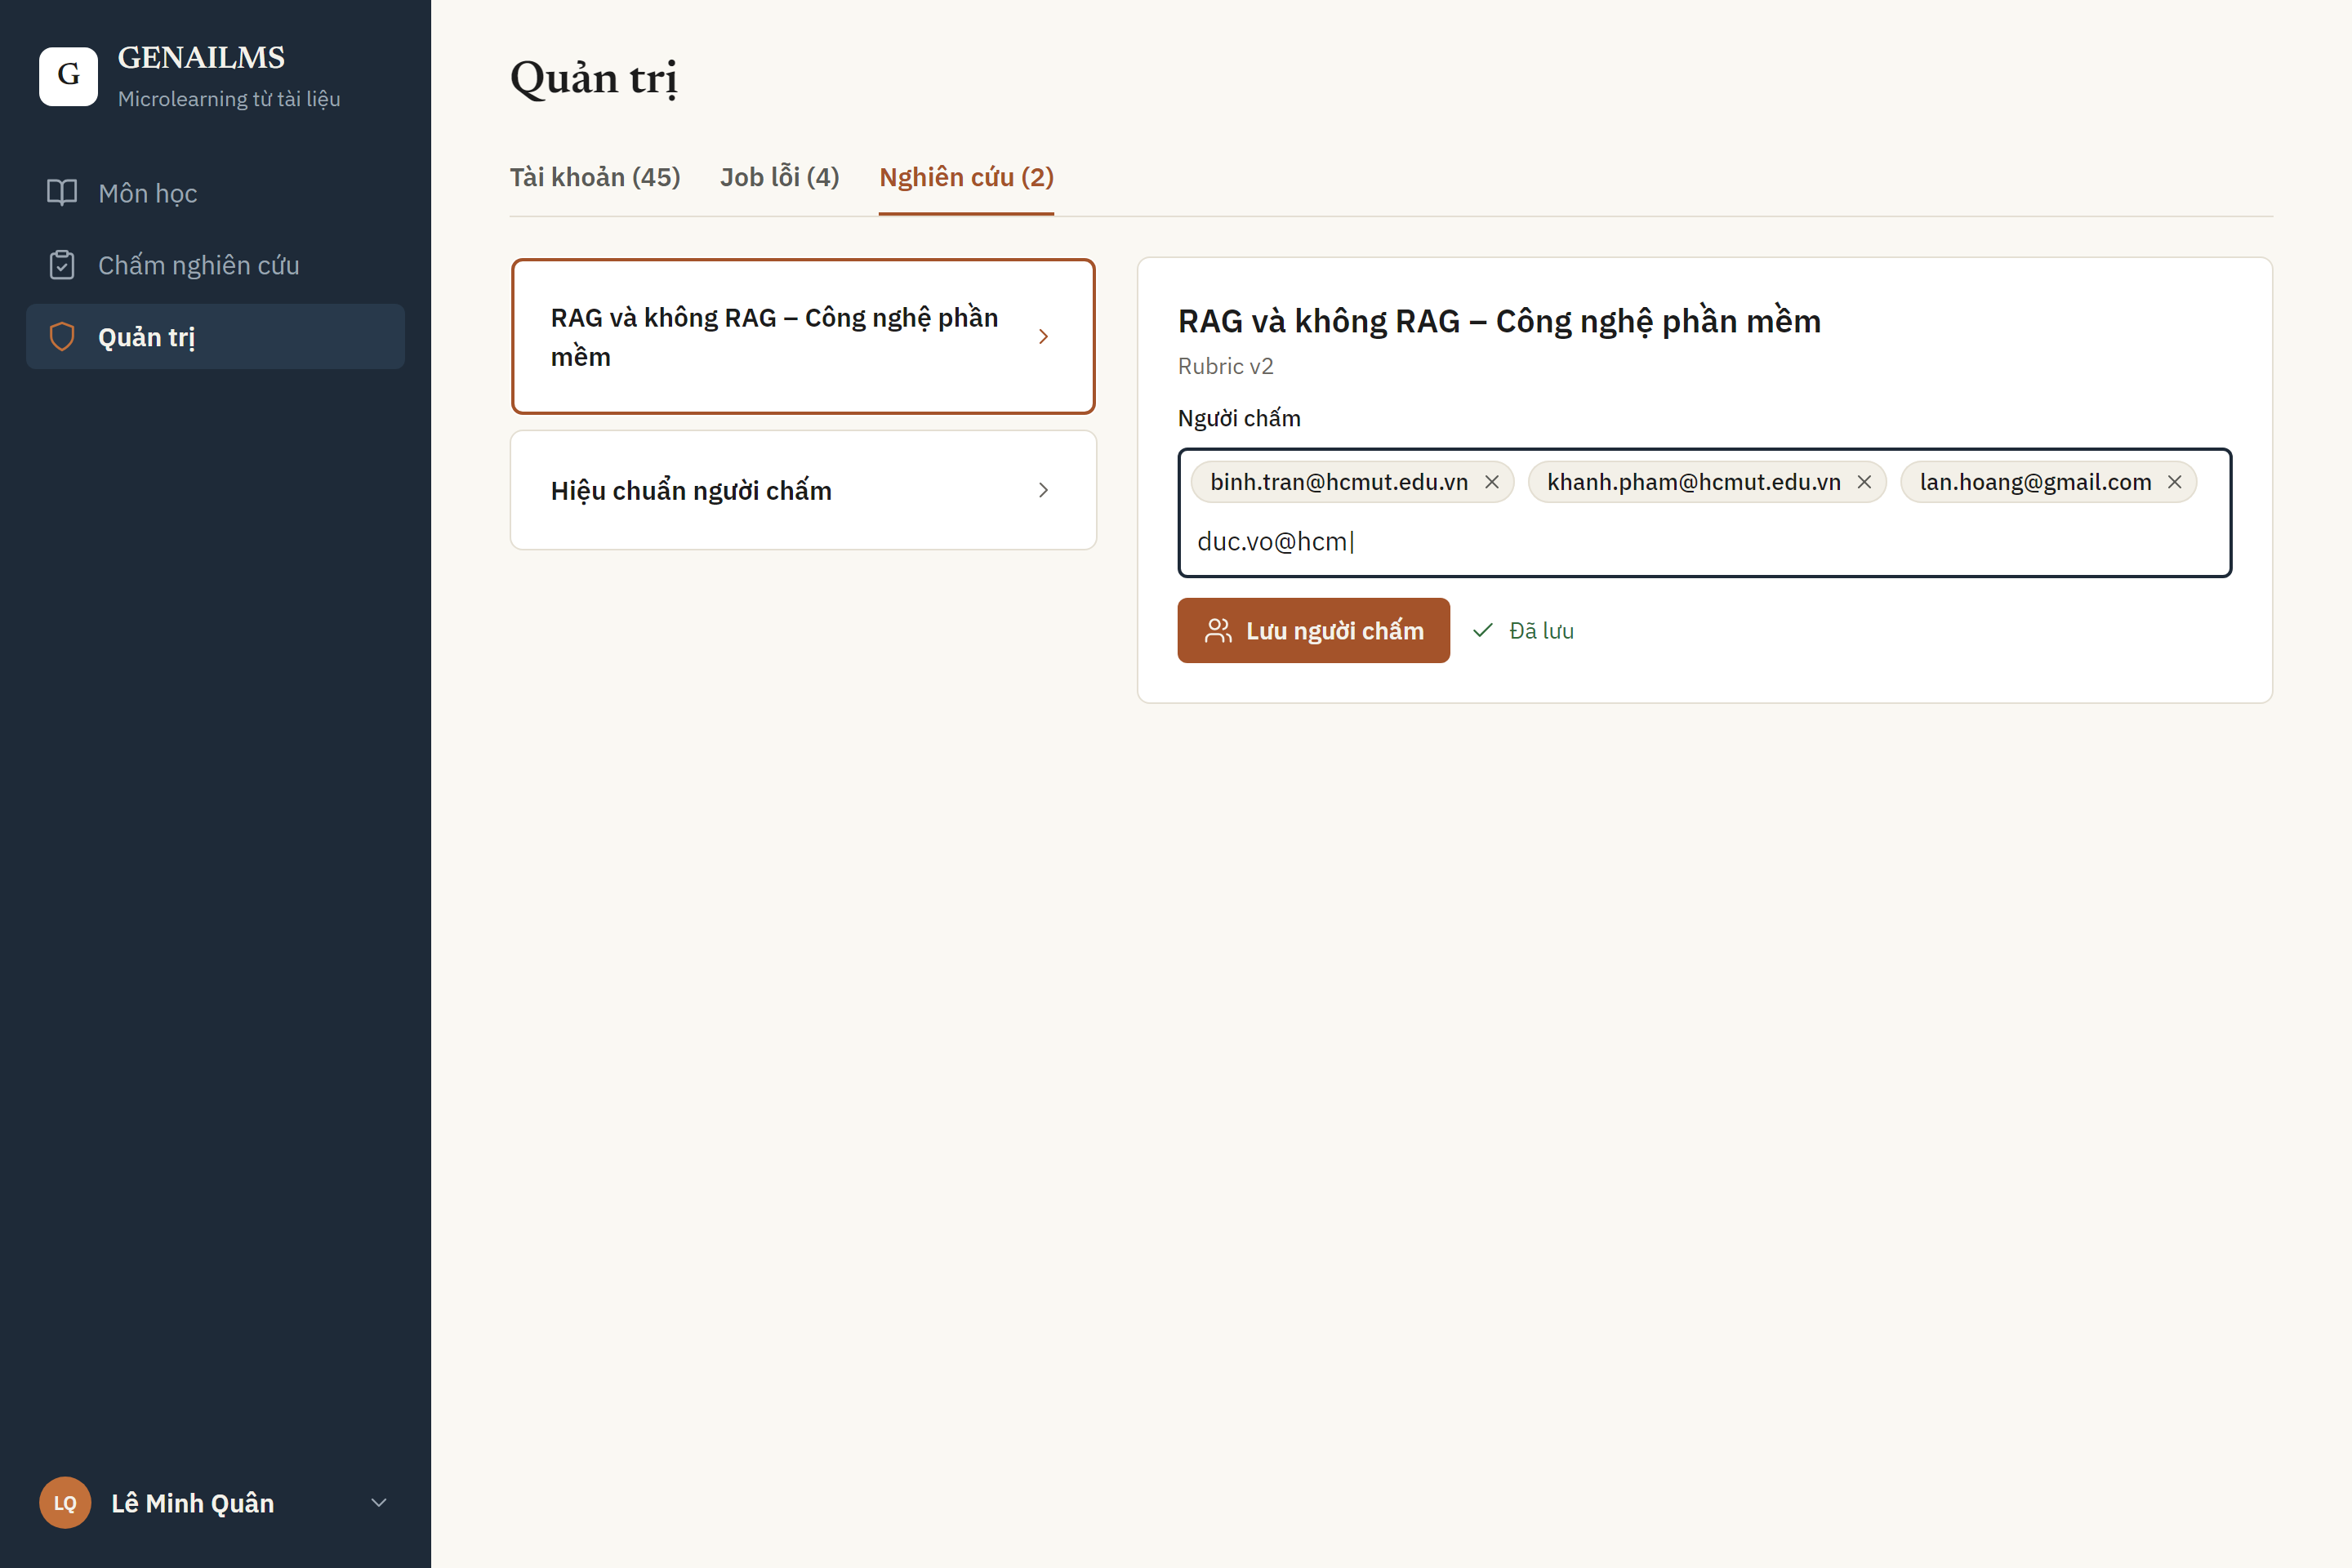 G
GENAILMS
Microlearning từ tài liệu
Môn học
Chấm nghiên cứu
Quản trị
LQ
Lê Minh Quân
Quản trị
Tài khoản (45)
Job lỗi (4)
Nghiên cứu (2)
RAG và không RAG – Công nghệ phần
mềm
Hiệu chuẩn người chấm
RAG và không RAG – Công nghệ phần mềm
Rubric v2
Người chấm
binh.tran@hcmut.edu.vn
khanh.pham@hcmut.edu.vn
lan.hoang@gmail.com
duc.vo@hcm
Lưu người chấm
Đã lưu